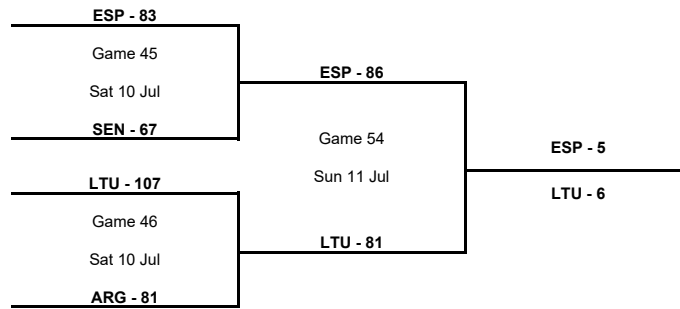 ESP - 83
Game 45
Sat 10 Jul
SEN - 67
LTU - 107
Game 46
Sat 10 Jul
ARG - 81
ESP - 86
Game 54
Sun 11 Jul
LTU - 81
ESP - 5
LTU - 6